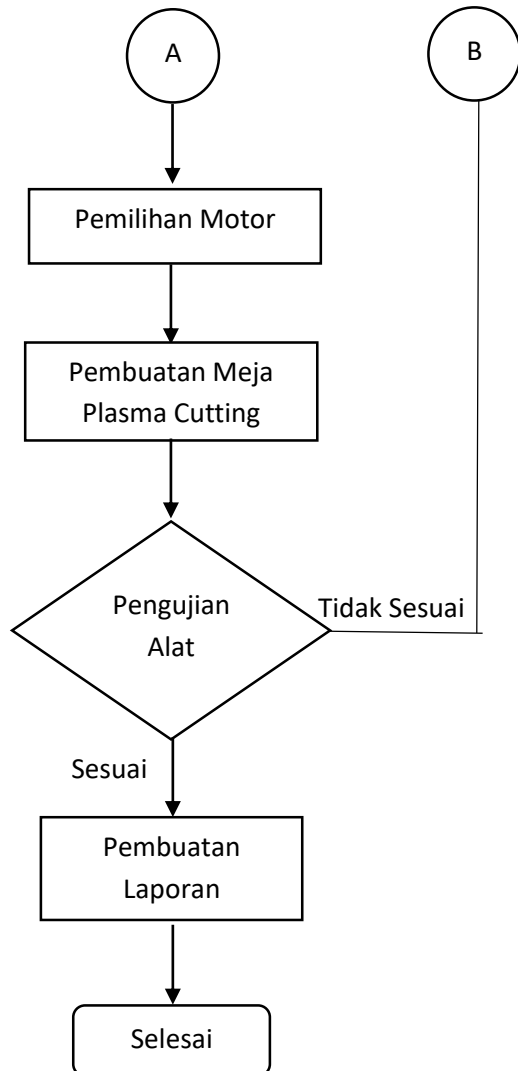 A
B
Pemilihan Motor
Pembuatan Meja
Plasma Cutting
Pengujian
Alat
Tidak Sesuai
Sesuai
Pembuatan
Laporan
Selesai